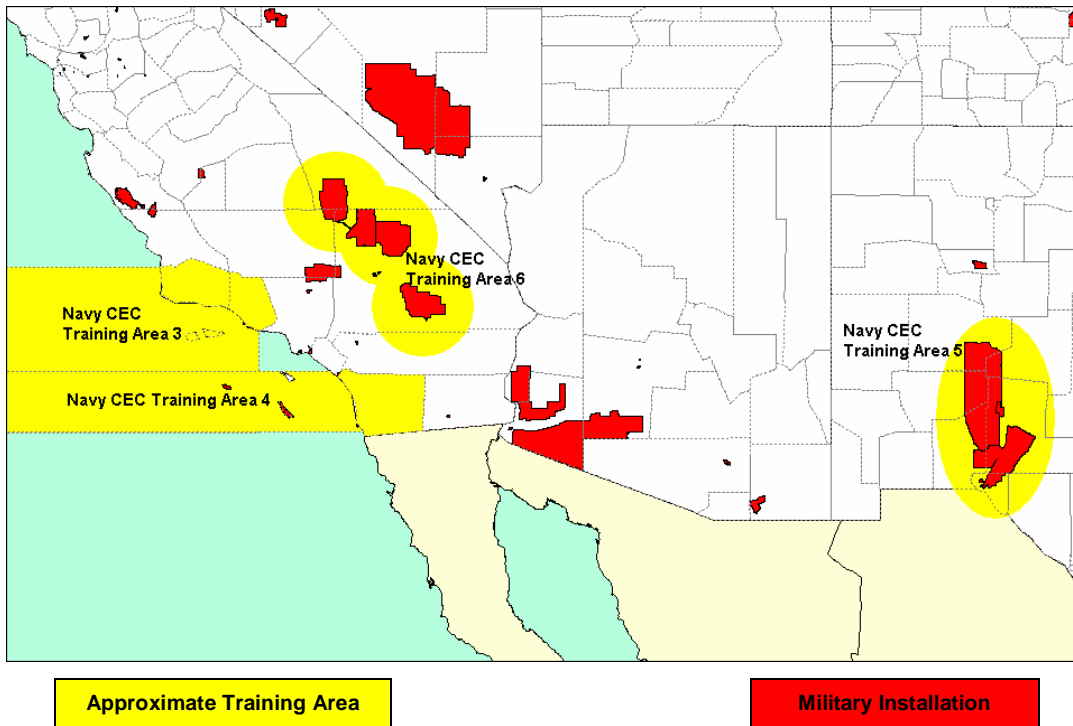 Navy CEC
Training Area 6
Navy CEC
Training Area 3
Navy CEC
Training Area 5
Navy CEC Training Area 4
Approximate Training Area
Military Installation